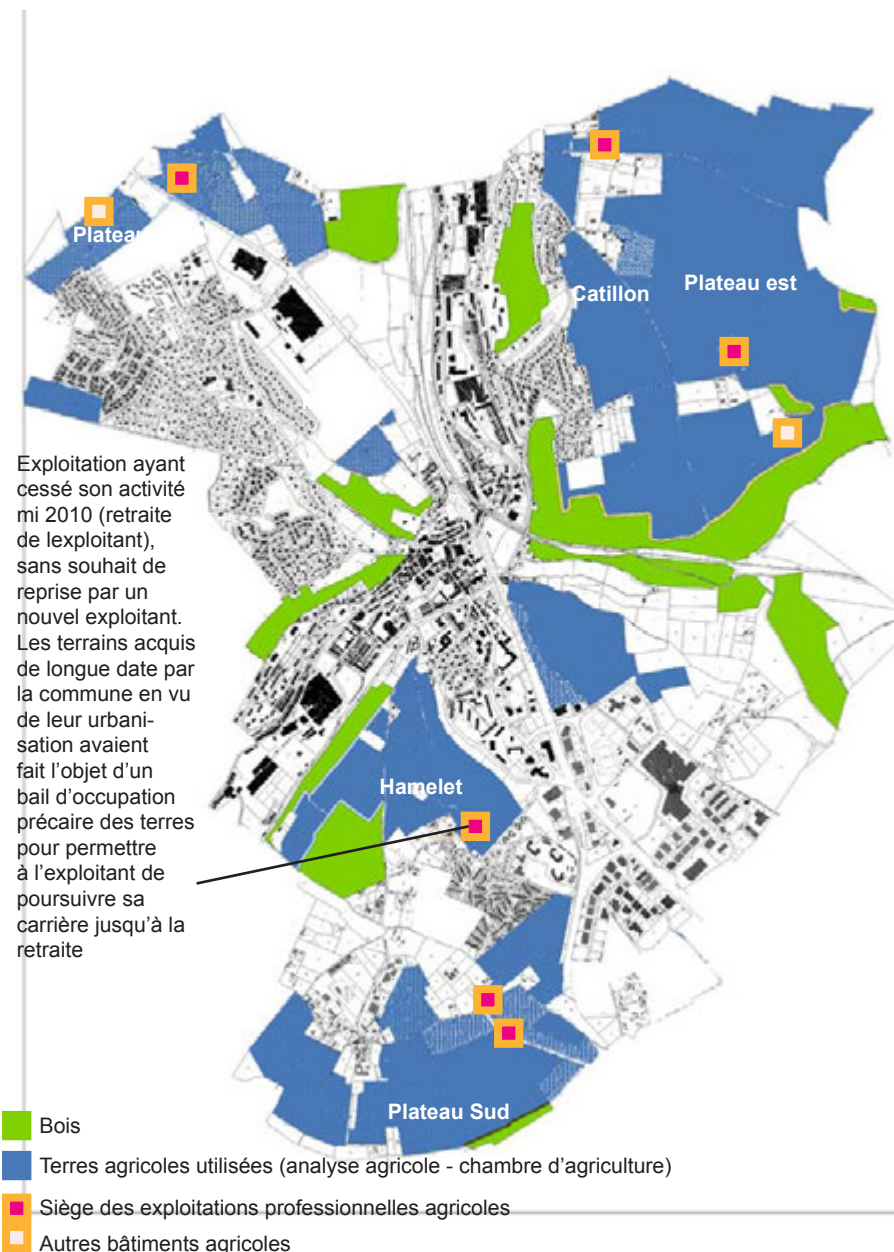 Plateau
Catillon
Plateau est
Exploitation ayant
cessé son activité
mi 2010 (retraite
de lexploitant),
sans souhait de
reprise par un
nouvel exploitant.
Les terrains acquis
de longue date par
la commune en vu
de leur urbani-
sation avaient
fait l'objet d'un
bail d'occupation
précaire des terres
pour permettre
à l'exploitant de
poursuivre sa
carrière jusqu'à la
retraite
Hamelet
Plateau Sud
Bois
Terres agricoles utilisées (analyse agricole - chambre d'agriculture)
Siège des exploitations professionnelles agricoles
Autres bâtiments agricoles